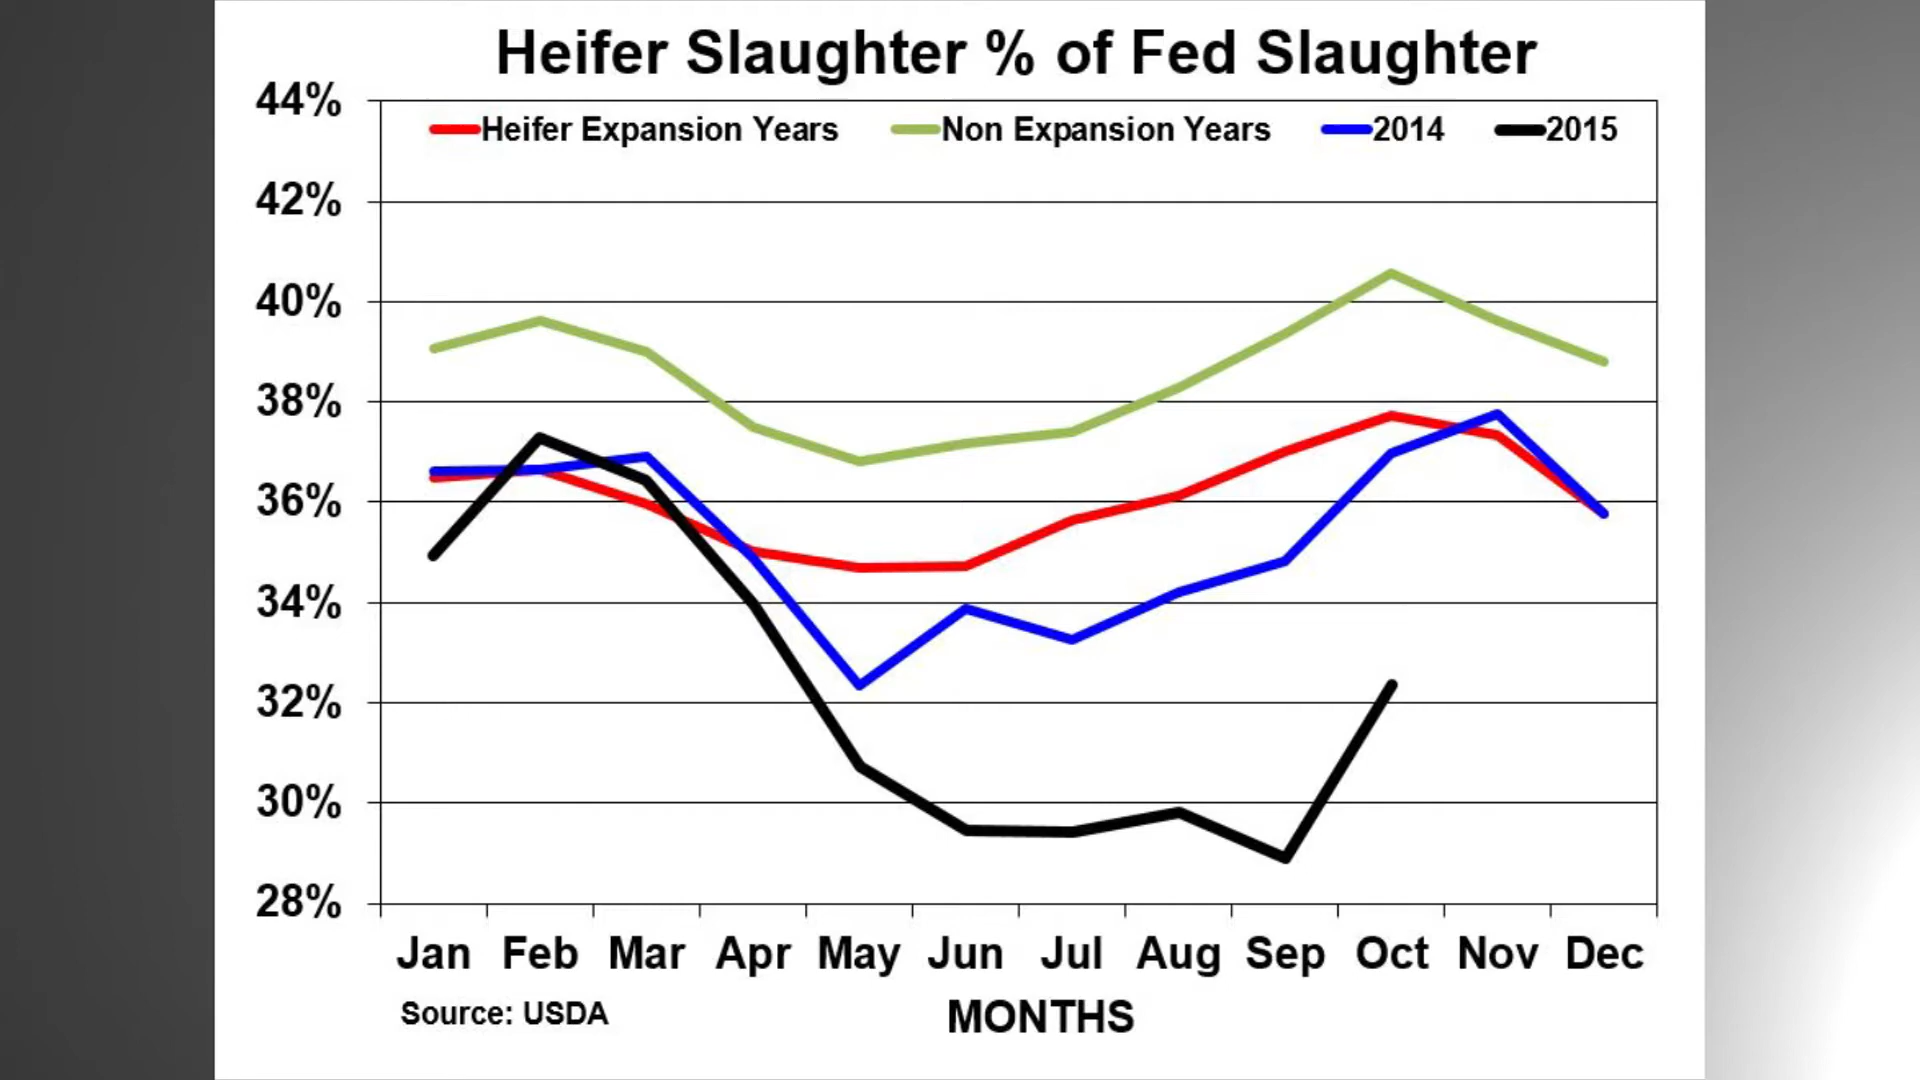 Heifer Slaughter % of Fed Slaughter
Heifer Expansion Years Non Expansion Years 2014 2015
44%
42%
40%
38%
36%
34%
32%
30%
28%
Jan Feb Mar Apr May Jun Jul Aug Sep Oct Nov Dec
Source: USDA MONTHS